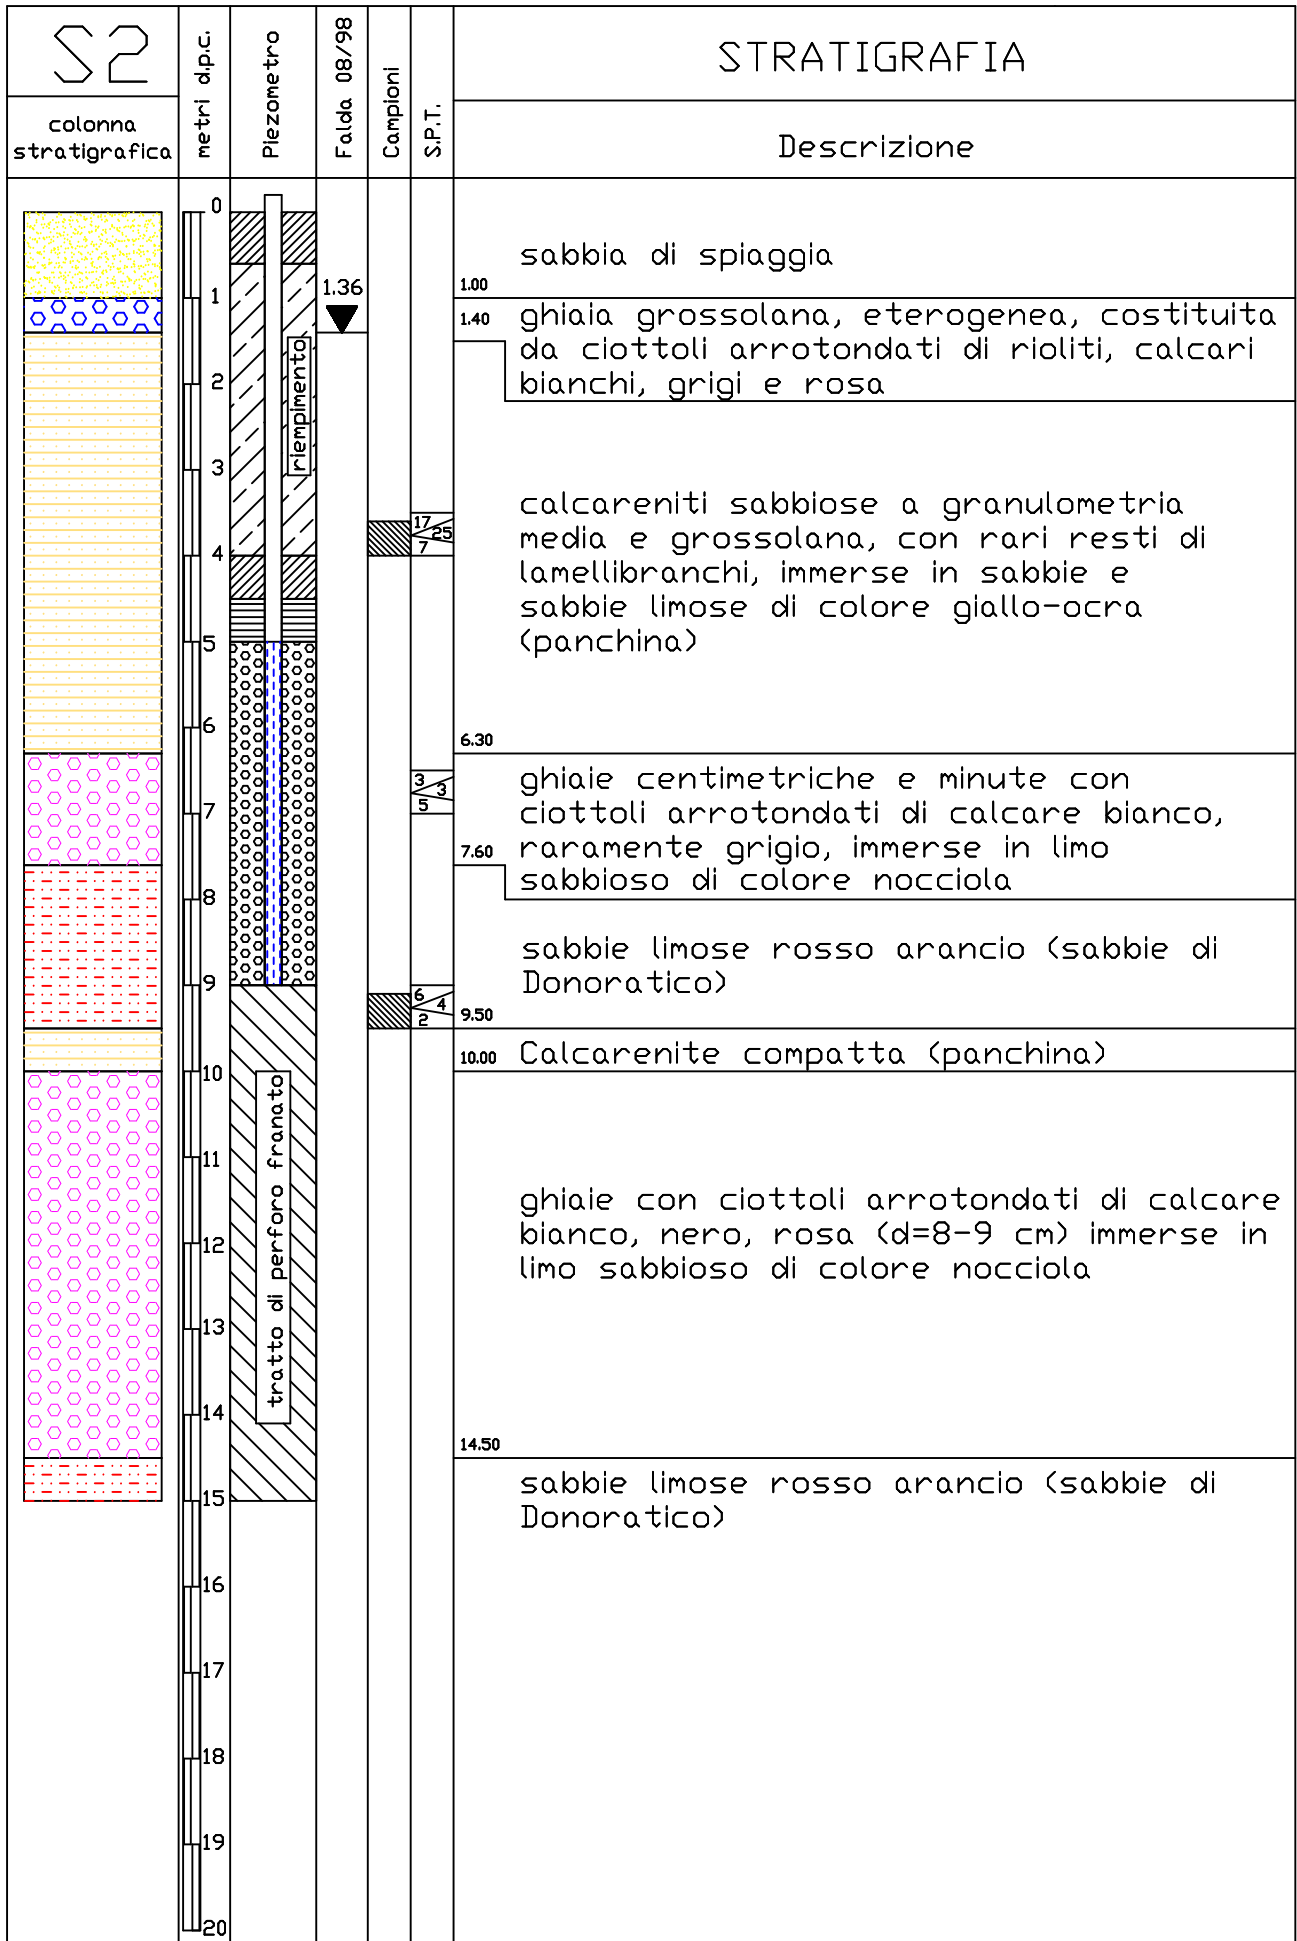 S2
colonna
stratigrafica
metri d.p.c.
Piezometro
Falda 08/98
Campioni
S.P.T.
STRATIGRAFIA
Descrizione
0
sabbia di spiaggia
1.00
1
1.36
1.40
ghiaia grossolana, eterogenea, costituita
da ciottoli arrotondati di rioliti, calcari
bianchi, grigi e rosa
2
riempimento
3
calcareniti sabbiose a granulometria
media e grossolana, con rari resti di
lamellibranchi, immerse in sabbie e
sabbie limose di colore giallo-ocra
(panchina)
17
25
7
4
5
6
6.30
ghiaie centimetriche e minute con
ciottoli arrotondati di calcare bianco,
raramente grigio, immerse in limo
sabbioso di colore nocciola
3
3
5
7
7.60
8
sabbie limose rosso arancio (sabbie di
Donoratico)
9
6
4
2
9.50
10.00
Calcarenite compatta (panchina)
10
tratto di perforo franato
11
ghiaie con ciottoli arrotondati di calcare
bianco, nero, rosa (d=8-9 cm) immerse in
limo sabbioso di colore nocciola
12
13
14
14.50
sabbie limose rosso arancio (sabbie di
Donoratico)
15
16
17
18
19
20